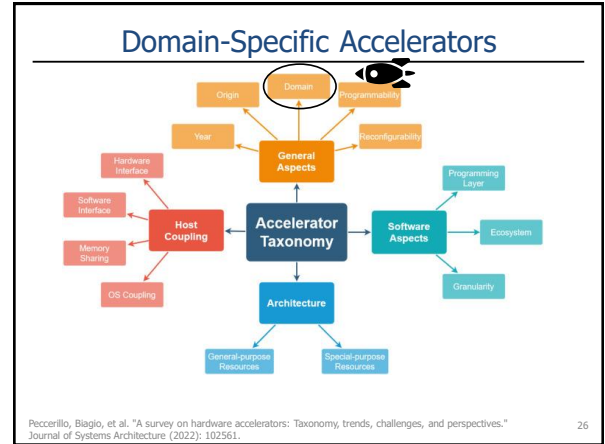 Domain-Specific Accelerators
Domain
Origin
Programmability
Year
Reconfigurability
General
Aspects
Hardware
Interface
Software
Interface
Memory
Sharing
OS Coupling
Host
Coupling
Accelerator
Taxonomy
Software
Aspects
Programming
Layer
Ecosystem
Granularity
Architecture
General-purpose
Resources
Special-purpose
Resources
Peccerillo, Biagio, et al. "A survey on hardware accelerators: Taxonomy, trends, challenges, and perspectives."
Journal of Systems Architecture (2022): 102561.
26